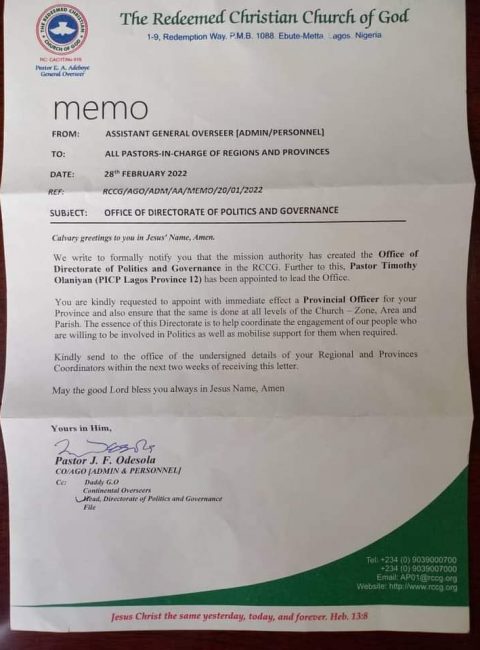 THE REDEEMED CHRISTIAN CHURCH OF GOD
The Redeemed Christian Church of God
1-9, Redemption Way, P.M.B. 1088, Ebute-Metta, Lagos, Nigeria
Pastor E. A. Adeboye
General Overseer
memo
FROM: ASSISTANT GENERAL OVERSEER [ADMIN/PERSONNEL]
TO: ALL PASTORS-IN-CHARGE OF REGIONS AND PROVINCES
DATE: 28th FEBRUARY 2022
REF: RCCG/AGO/ADM/AA/MEMO/20/01/2022
SUBJECT: OFFICE OF DIRECTORATE OF POLITICS AND GOVERNANCE
Calvary greetings to you in Jesus' Name, Amen.
We write to formally notify you that the mission authority has created the Office of
Directorate of Politics and Governance in the RCCG. Further to this, Pastor Timothy
Olaniyan (PICP Lagos Province 12) has been appointed to lead the Office.
You are kindly requested to appoint with immediate effect a Provincial Officer for your
Province and also ensure that the same is done at all levels of the Church – Zone, Area and
Parish. The essence of this Directorate is to help coordinate the engagement of our people who
are willing to be involved in Politics as well as mobilise support for them when required.
Kindly send to the office of the undersigned details of your Regional and Provinces
Coordinators within the next two weeks of receiving this letter.
May the good Lord bless you always in Jesus Name, Amen
Yours in Him,
Pastor J. F. Odesola
CO/AGO [ADMIN & PERSONNEL]
Cc: Daddy G.O
Continental Overseers
Head, Directorate of Politics and Governance
File
Tel: +234 (0) 9039000700
+234 (0) 9039007000
Email: AP01@rccg.org
Website: http://www.rccg.org
Jesus Christ the same yesterday, today, and forever. Heb. 13:8